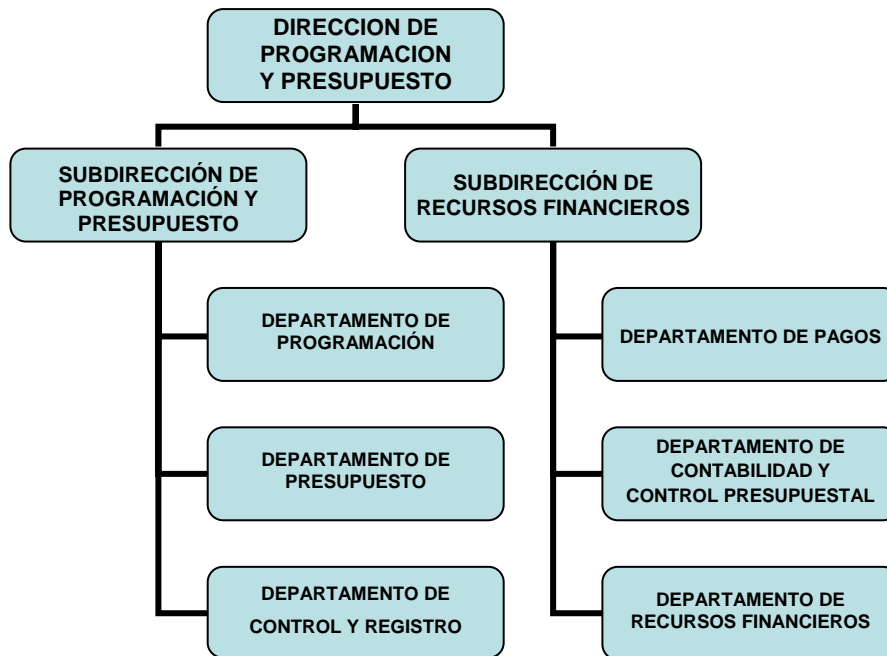 DIRECCION DE
PROGRAMACION
Y PRESUPUESTO
SUBDIRECCIÓN DE
PROGRAMACIÓN Y
PRESUPUESTO
SUBDIRECCIÓN DE
RECURSOS FINANCIEROS
DEPARTAMENTO DE
PROGRAMACIÓN
DEPARTAMENTO DE PAGOS
DEPARTAMENTO DE
PRESUPUESTO
DEPARTAMENTO DE
CONTABILIDAD Y
CONTROL PRESUPUESTAL
DEPARTAMENTO DE
CONTROL Y REGISTRO
DEPARTAMENTO DE
RECURSOS FINANCIEROS